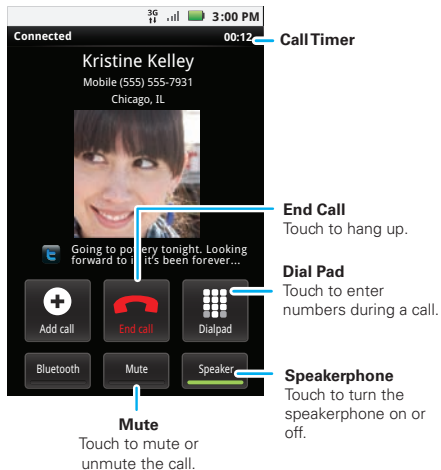 3G
3:00 PM
Connected
00:12
Call Timer
Kristine Kelley
Mobile (555) 555-7931
Chicago, IL
Going to pottery tonight. Looking
forward to it it's been forever...
End Call
Touch to hang up.
Dial Pad
Touch to enter
numbers during a call.
Add call
End call
Dialpad
Bluetooth
Mute
Speaker
Speakerphone
Touch to turn the
speakerphone on or
off.
Mute
Touch to mute or
unmute the call.